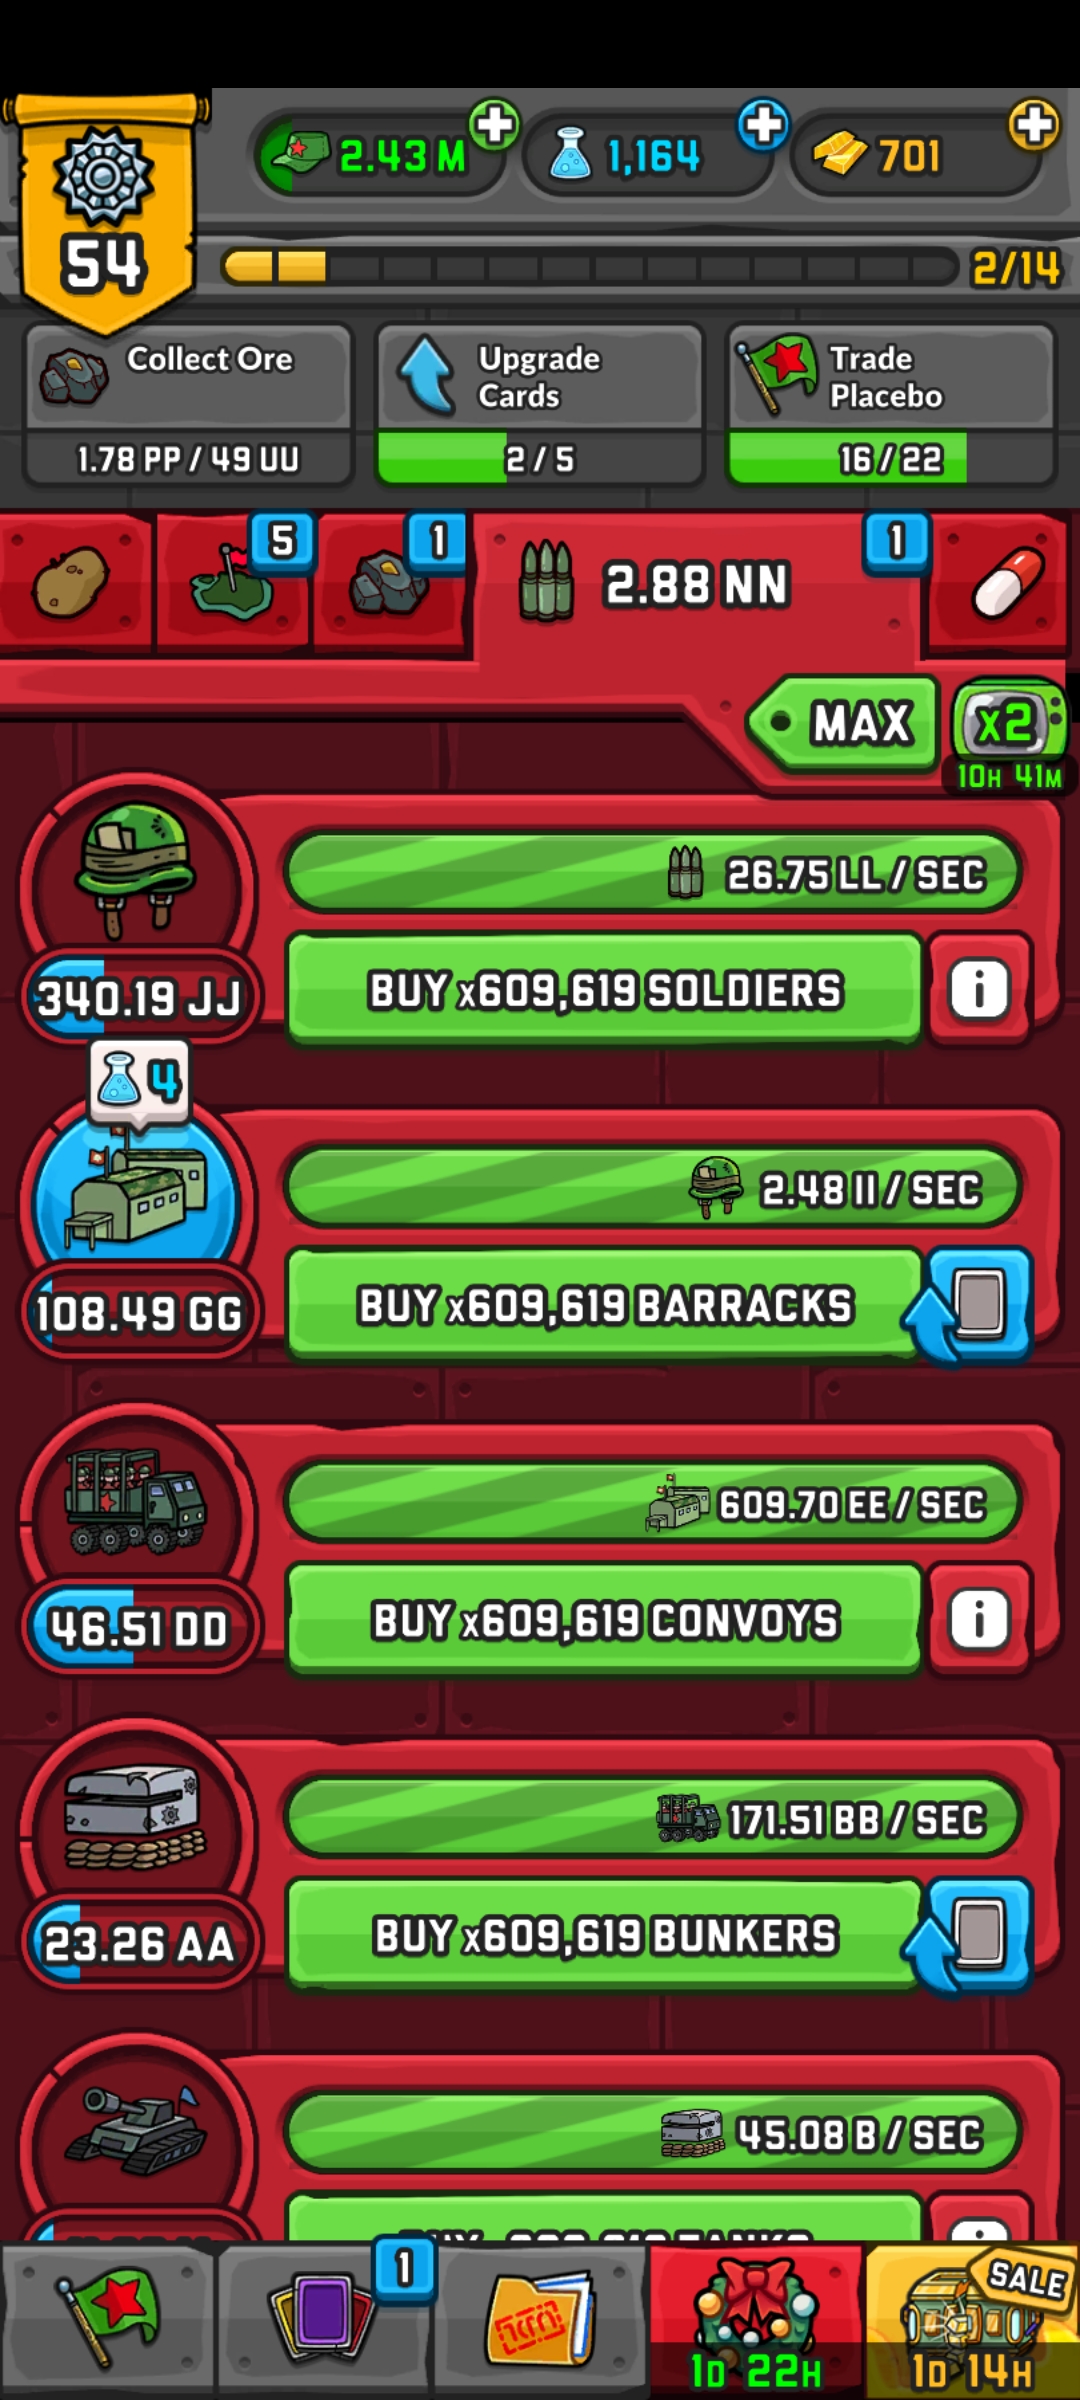 2.43 M
1,164
701
54
2/14
Collect Ore
1.78 PP / 49 UU
Upgrade
Cards
2 / 5
Trade
Placebo
16 / 22
5
1
2.88 NN
1
MAX
x2
10H 41M
26.75 LL / SEC
340.19 JJ
BUY x609,619 SOLDIERS
i
4
2.48 II / SEC
108.49 GG
BUY x609,619 BARRACKS
609.70 EE / SEC
46.51 DD
BUY x609,619 CONVOYS
i
171.51 BB / SEC
23.26 AA
BUY x609,619 BUNKERS
45.08 B / SEC
1
SALE
1D 22H
1D 14H